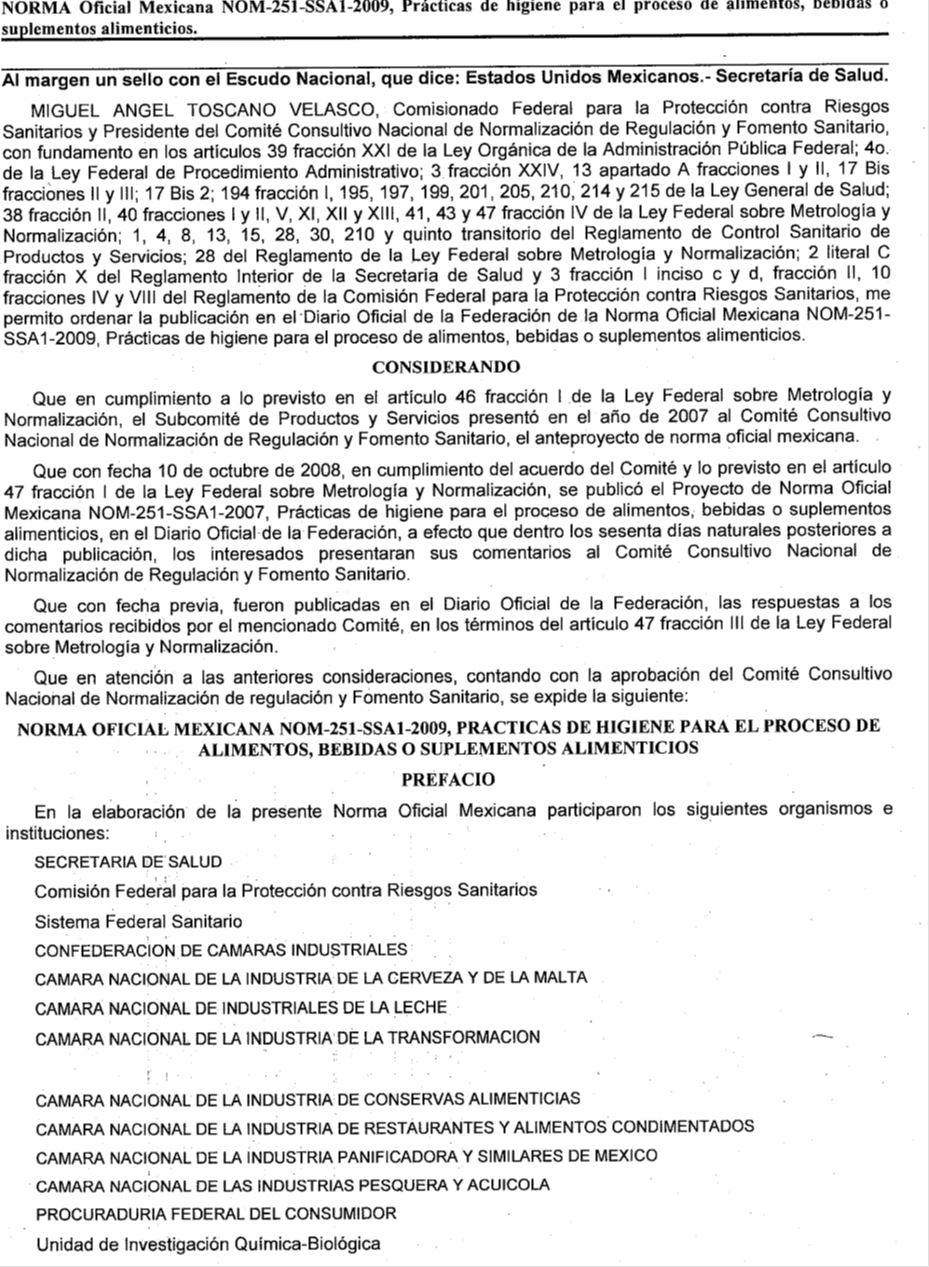 NORMA Oficial Mexicana NOM-251-SSA1-2009, Prácticas de higiene para el proceso de alimentos, bebidas o
suplementos alimenticios.
Al margen un sello con el Escudo Nacional, que dice: Estados Unidos Mexicanos.- Secretaría de Salud.
MIGUEL ANGEL TOSCANO VELASCO, Comisionado Federal para la Protección contra Riesgos
Sanitarios y Presidente del Comité Consultivo Nacional de Normalización de Regulación y Fomento Sanitario,
con fundamento en los artículos 39 fracción XXI de la Ley Orgánica de la Administración Pública Federal; 4o.
de la Ley Federal de Procedimiento Administrativo; 3 fracción XXIV, 13 apartado A fracciones I y II, 17 Bis
fracciones II y III; 17 Bis 2; 194 fracción I, 195, 197, 199, 201, 205, 210, 214 y 215 de la Ley General de Salud;
38 fracción II, 40 fracciones I y II, V, XI, XII y XIII, 41, 43 y 47 fracción IV de la Ley Federal sobre Metrología y
Normalización; 1, 4, 8, 13, 15, 28, 30, 210 y quinto transitorio del Reglamento de Control Sanitario de
Productos y Servicios; 28 del Reglamento de la Ley Federal sobre Metrología y Normalización; 2 literal C
fracción X del Reglamento Interior de la Secretaría de Salud y 3 fracción I inciso c y d, fracción II, 10
fracciones IV y VIII del Reglamento de la Comisión Federal para la Protección contra Riesgos Sanitarios, me
permito ordenar la publicación en el Diario Oficial de la Federación de la Norma Oficial Mexicana NOM-251-
SSA1-2009, Prácticas de higiene para el proceso de alimentos, bebidas o suplementos alimenticios.
CONSIDERANDO
Que en cumplimiento a lo previsto en el artículo 46 fracción I de la Ley Federal sobre Metrología y
Normalización, el Subcomité de Productos y Servicios presentó en el año de 2007 al Comité Consultivo
Nacional de Normalización de Regulación y Fomento Sanitario, el anteproyecto de norma oficial mexicana.
Que con fecha 10 de octubre de 2008, en cumplimiento del acuerdo del Comité y lo previsto en el artículo
47 fracción I de la Ley Federal sobre Metrología y Normalización, se publicó el Proyecto de Norma Oficial
Mexicana NOM-251-SSA1-2007, Prácticas de higiene para el proceso de alimentos, bebidas o suplementos
alimenticios, en el Diario Oficial de la Federación, a efecto que dentro los sesenta días naturales posteriores a
dicha publicación, los interesados presentaran sus comentarios al Comité Consultivo Nacional de
Normalización de Regulación y Fomento Sanitario.
Que con fecha previa, fueron publicadas en el Diario Oficial de la Federación, las respuestas a los
comentarios recibidos por el mencionado Comité, en los términos del artículo 47 fracción III de la Ley Federal
sobre Metrología y Normalización.
Que en atención a las anteriores consideraciones, contando con la aprobación del Comité Consultivo
Nacional de Normalización de regulación y Fomento Sanitario, se expide la siguiente:
NORMA OFICIAL MEXICANA NOM-251-SSA1-2009, PRACTICAS DE HIGIENE PARA EL PROCESO DE
ALIMENTOS, BEBIDAS O SUPLEMENTOS ALIMENTICIOS
PREFACIO
En la elaboración de la presente Norma Oficial Mexicana participaron los siguientes organismos e
instituciones:
SECRETARIA DE SALUD
Comisión Federal para la Protección contra Riesgos Sanitarios
Sistema Federal Sanitario
CONFEDERACION DE CAMARAS INDUSTRIALES
CAMARA NACIONAL DE LA INDUSTRIA DE LA CERVEZA Y DE LA MALTA
CAMARA NACIONAL DE INDUSTRIALES DE LA LECHE
CAMARA NACIONAL DE LA INDUSTRIA DE LA TRANSFORMACION
CAMARA NACIONAL DE LA INDUSTRIA DE CONSERVAS ALIMENTICIAS
CAMARA NACIONAL DE LA INDUSTRIA DE RESTAURANTES Y ALIMENTOS CONDIMENTADOS
CAMARA NACIONAL DE LA INDUSTRIA PANIFICADORA Y SIMILARES DE MEXICO
CAMARA NACIONAL DE LAS INDUSTRIAS PESQUERA Y ACUICOLA
PROCURADURIA FEDERAL DEL CONSUMIDOR
Unidad de Investigación Química-Biológica